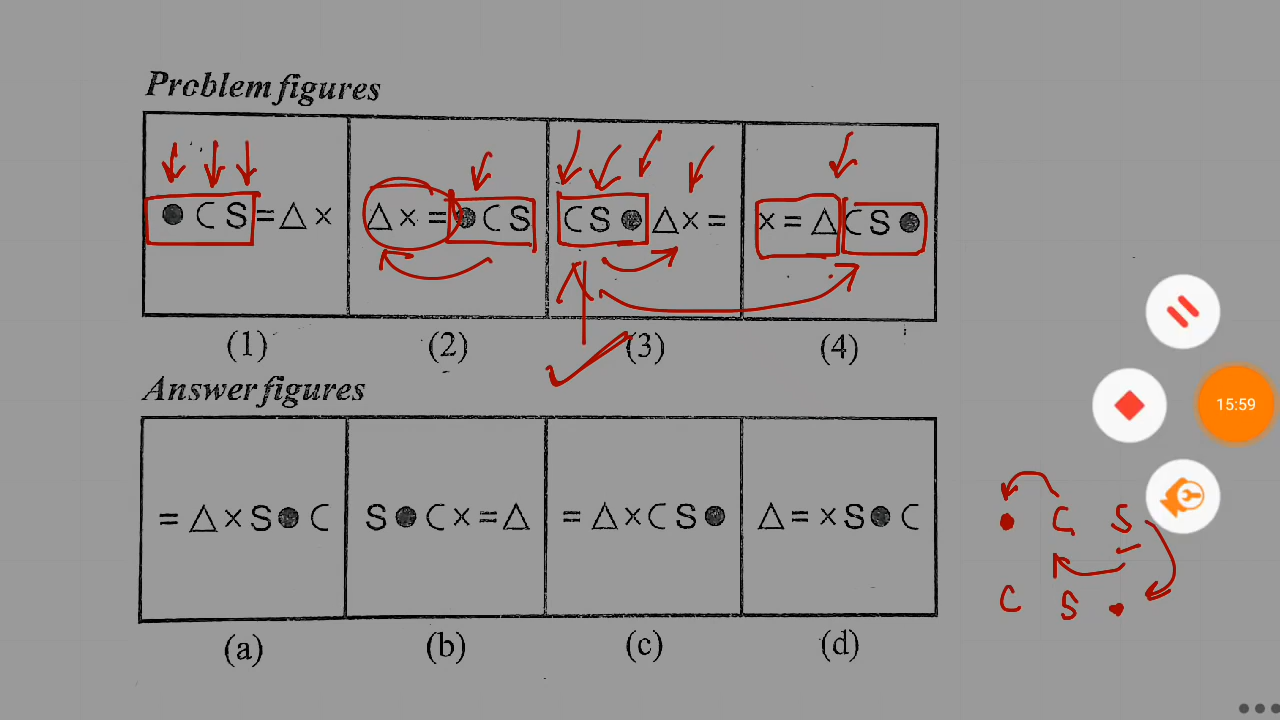 Problem figures
● C S = △ ×
△ × = ● C S
C S ● △ × =
× = △ C S ●
(1) (2) (3) (4)
Answer figures
= △ × S ● C
S ● C × = △
= △ × C S ●
△ = × S ● C
(a) (b) (c) (d)
15:59
● C S
C S ●